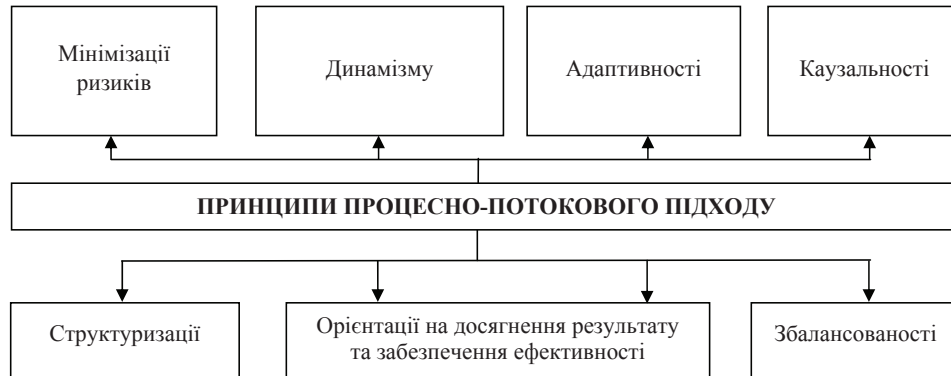 Мінімізації
ризиків
Динамізму
Адаптивності
Каузальності
ПРИНЦИПИ ПРОЦЕСНО-ПОТОКОВОГО ПІДХОДУ
Структуризації
Орієнтації на досягнення результату
та забезпечення ефективності
Збалансованості